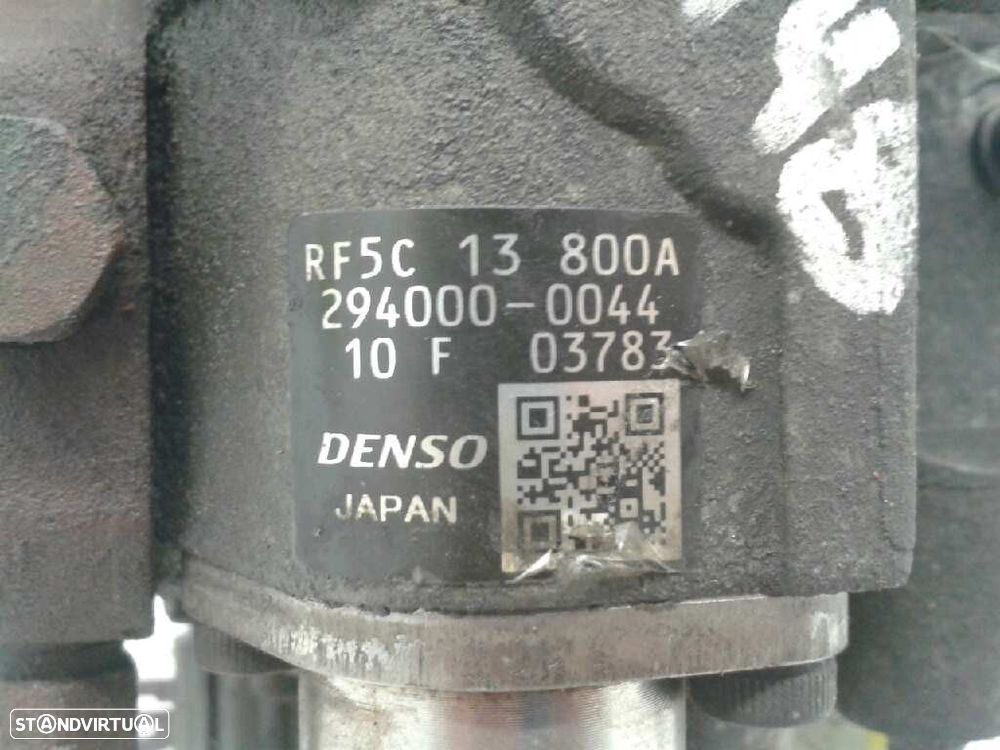 RF5C 13 800A
294000-0044
10 F 03783
DENSO
JAPAN
STANDVIRTUAL